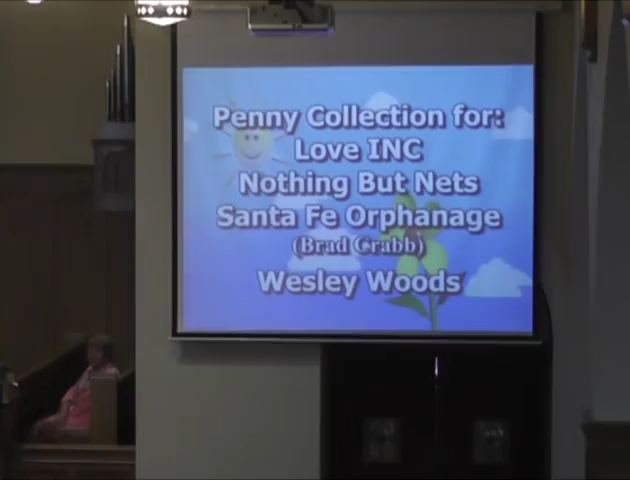 Penny Collection for:
Love INC
Nothing But Nets
Santa Fe Orphanage
(Brad Crabb)
Wesley Woods